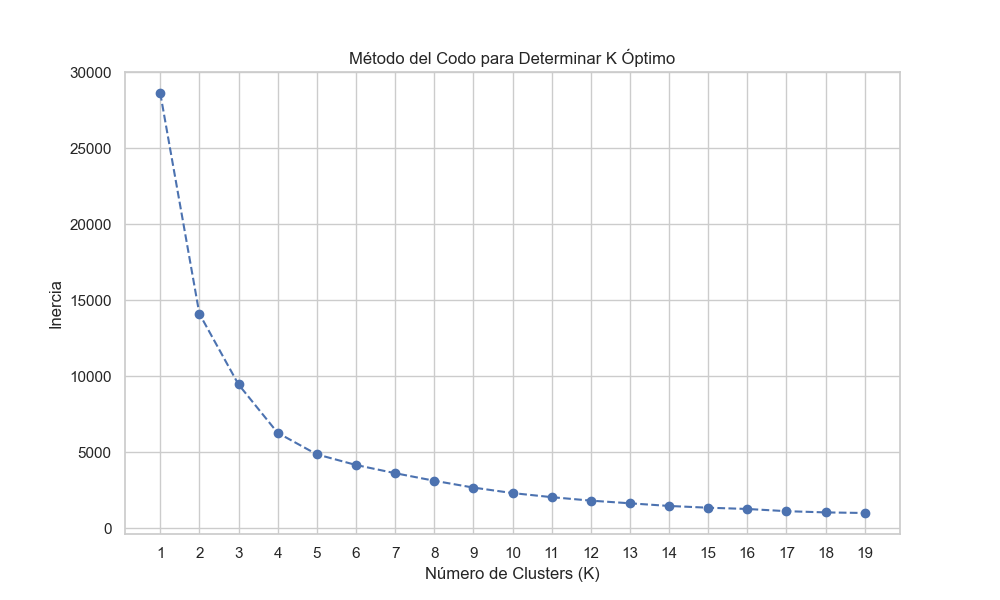 Método del Codo para Determinar K Óptimo
30000
25000
20000
15000
10000
5000
0
Inercia
1 2 3 4 5 6 7 8 9 10 11 12 13 14 15 16 17 18 19
Número de Clusters (K)